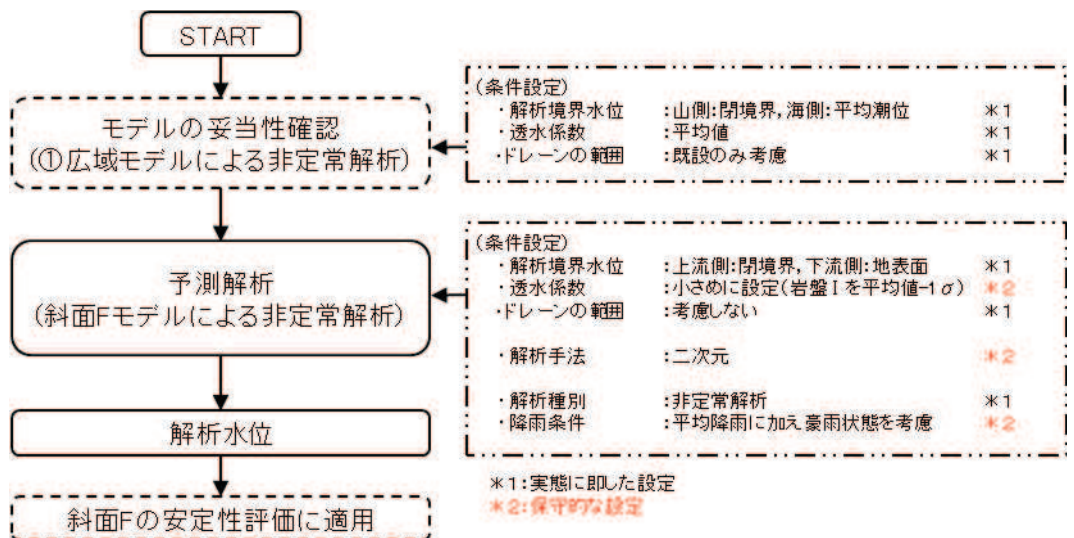 START
モデルの妥当性確認
(①広域モデルによる非定常解析)
(条件設定)
・解析境界水位 :山側:閉境界,海側:平均潮位 *1
・透水係数 :平均値 *1
・ドレーンの範囲 :既設のみ考慮 *1
予測解析
(斜面Fモデルによる非定常解析)
(条件設定)
・解析境界水位 :上流側:閉境界,下流側:地表面 *1
・透水係数 :小さめに設定(岩盤Ⅰを平均値-1σ) *2
・ドレーンの範囲 :考慮しない *1
・解析手法 :二次元 *2
・解析種別 :非定常解析 *1
・降雨条件 :平均降雨に加え豪雨状態を考慮 *2
解析水位
*1:実態に即した設定
*2:保守的な設定
斜面Fの安定性評価に適用